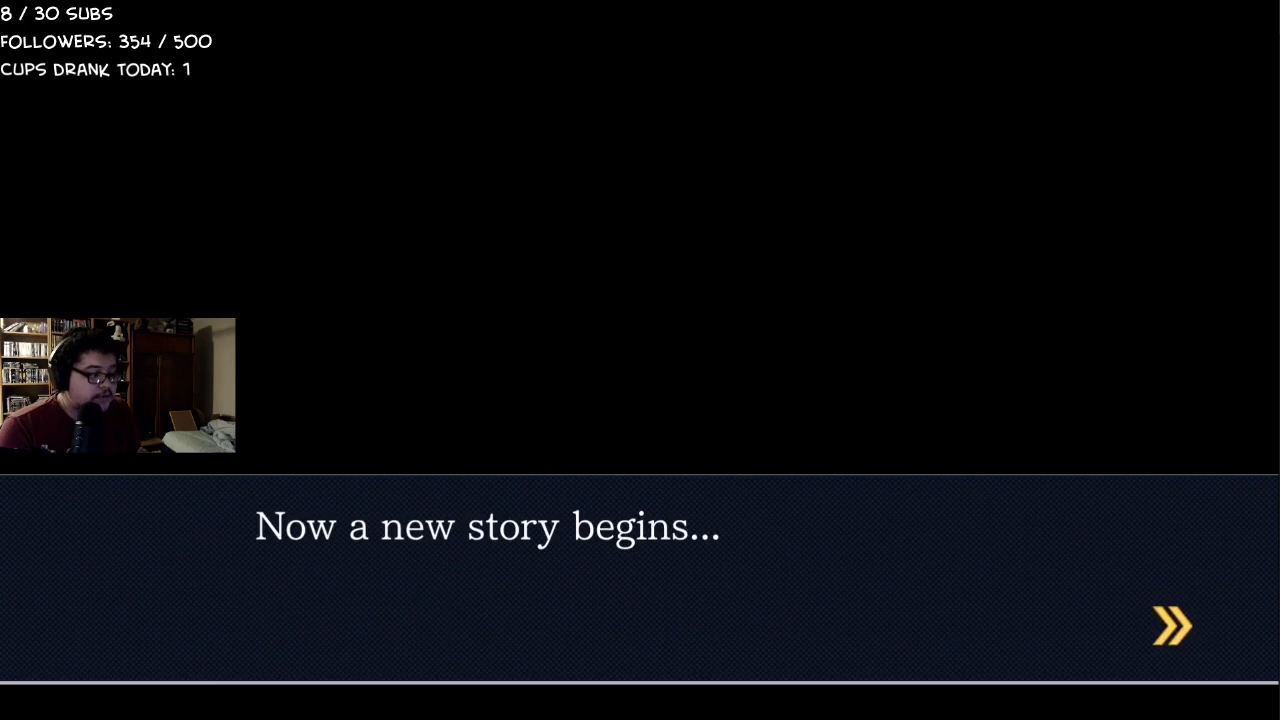 8 / 30 SUBS
FOLLOWERS: 354 / 500
CUPS DRANK TODAY: 1
Now a new story begins...